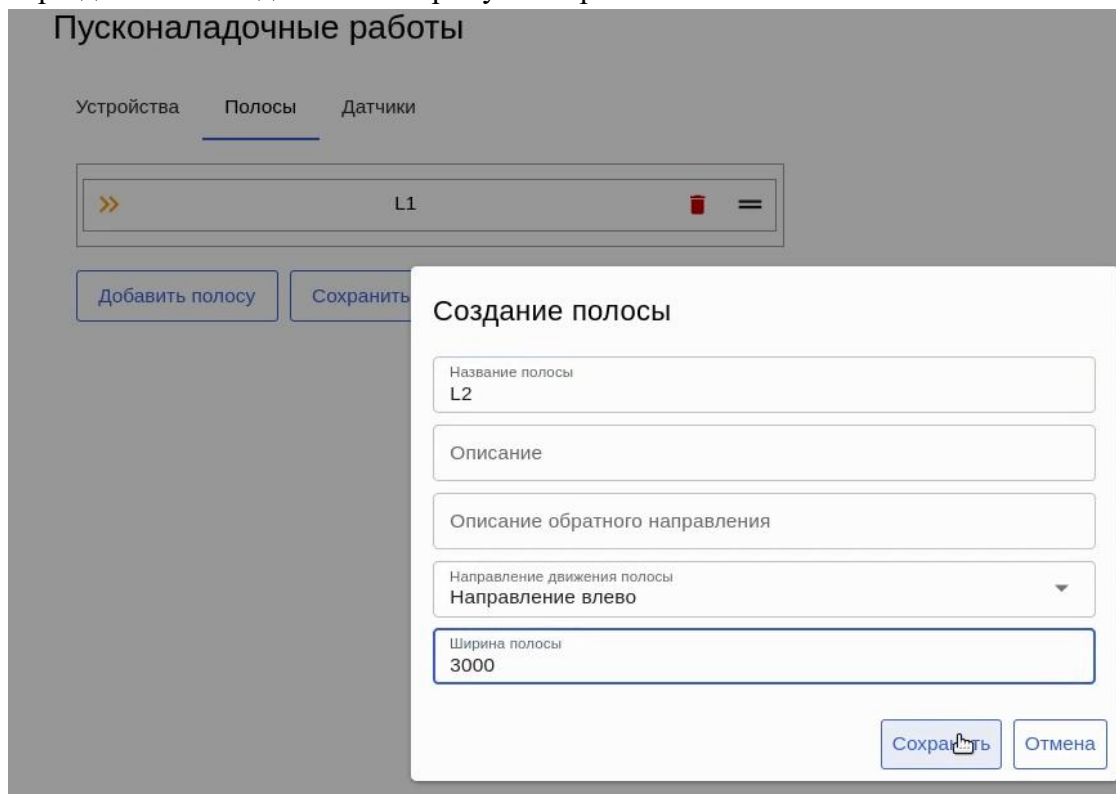 Пусконаладочные работы
Устройства Полосы Датчики
L1
Добавить полосу Сохранить
Создание полосы
Название полосы
L2
Описание
Описание обратного направления
Направление движения полосы
Направление влево
Ширина полосы
3000
Сохранить Отмена